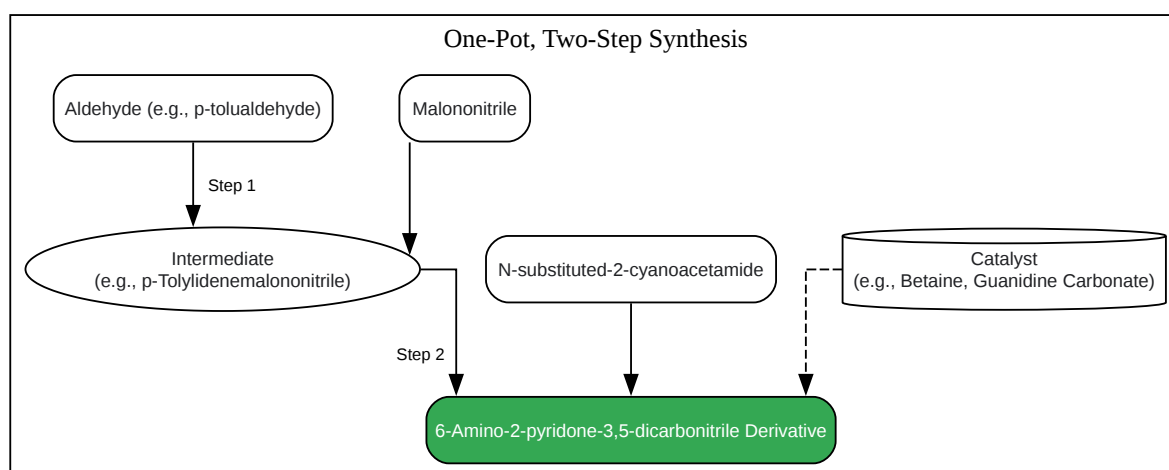 One-Pot, Two-Step Synthesis
Aldehyde (e.g., p-tolualdehyde)
Malononitrile
Step 1
Intermediate
(e.g., p-Tolylidenemalononitrile)
N-substituted-2-cyanoacetamide
Catalyst
(e.g., Betaine, Guanidine Carbonate)
Step 2
6-Amino-2-pyridone-3,5-dicarbonitrile Derivative